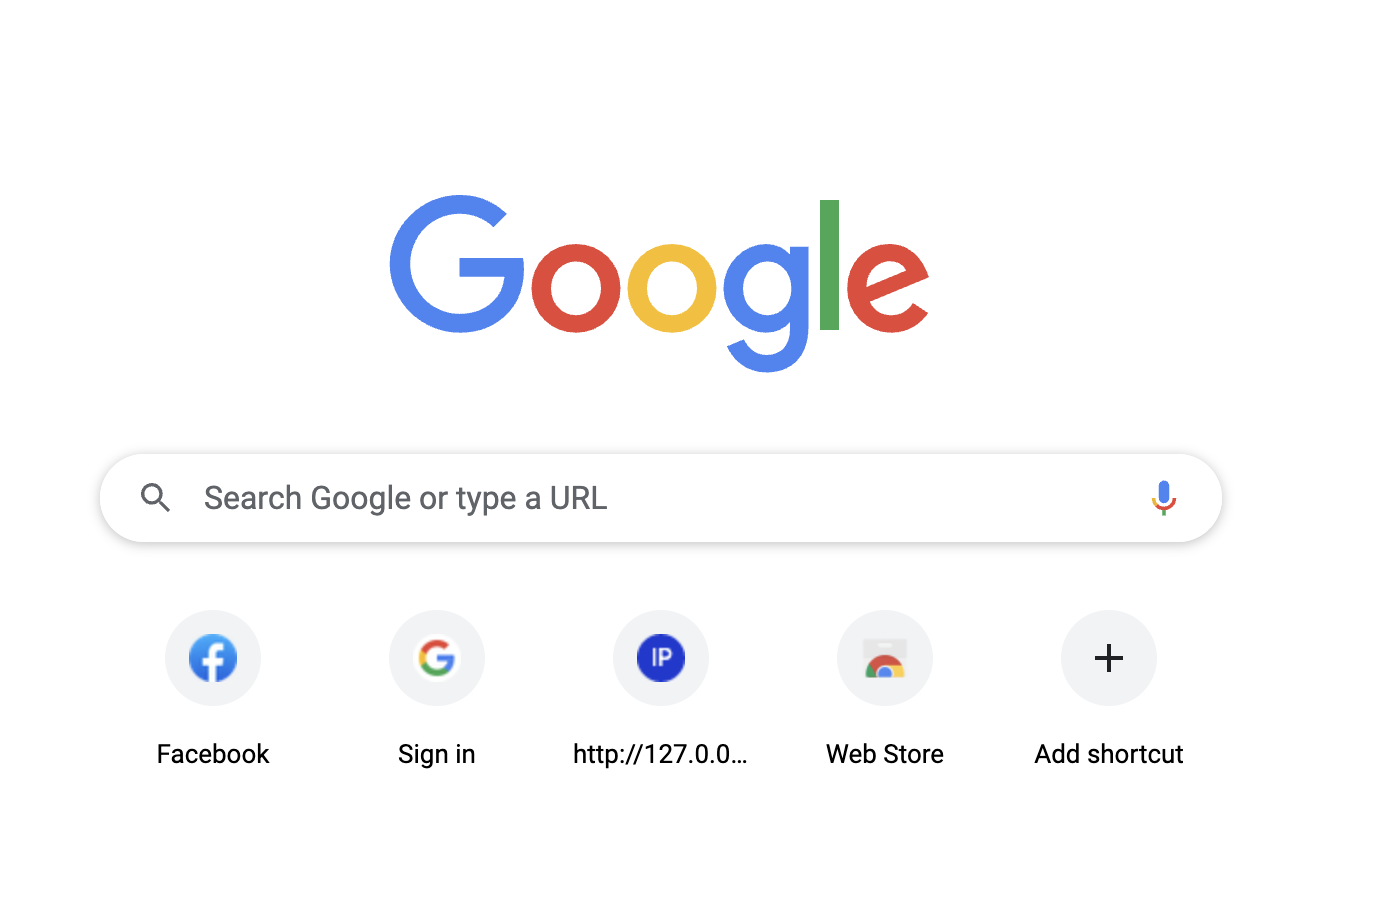 Google
Search Google or type a URL
IP
Facebook
Sign in
http://127.0.0...
Web Store
Add shortcut